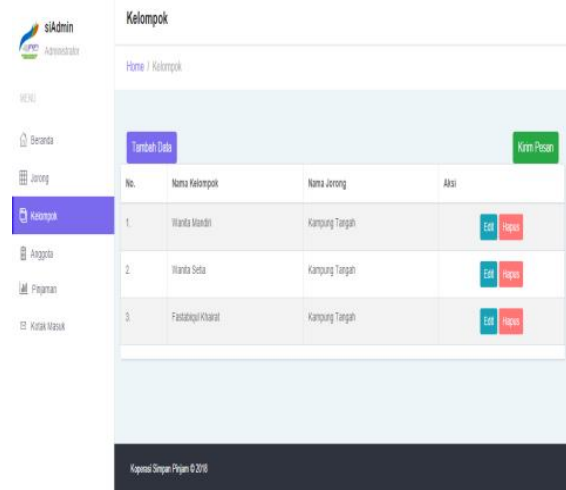 siAdmin
Administrator
MENU
Beranda
Jorong
Kelompok
Anggota
Pinjaman
Kotak Masuk
Kelompok
Home / Kelompok
Tambah Data
Kirim Pesan
No. Nama Kelompok Nama Jorong Aksi
1. Wanita Mandiri Kampung Tangah Edit Hapus
2. Wanita Setia Kampung Tangah Edit Hapus
3. Fastabiqul Khairat Kampung Tangah Edit Hapus
Koperasi Simpan Pinjam © 2018